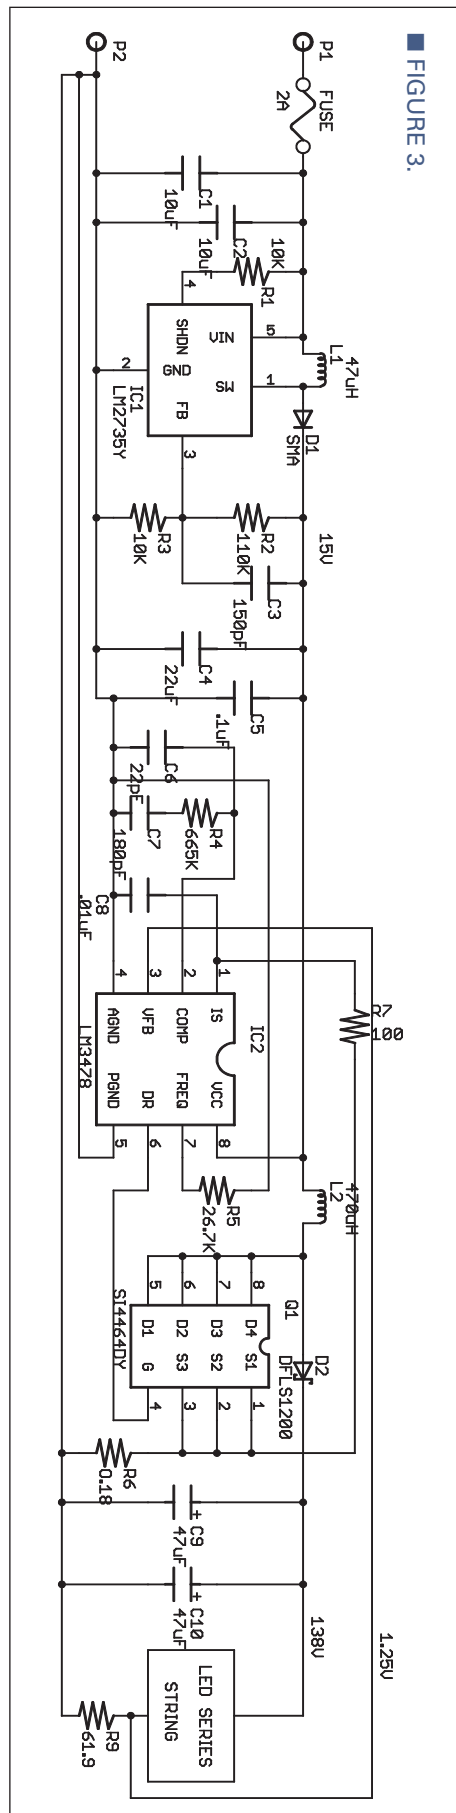 FIGURE 3.
P1
FUSE
2A
P2
C1
10uF
C2
10uF
10K
R1
4
SHDN
VIN
5
2
GND
SW
1
FB
3
IC1
LM2735Y
L1
47uH
D1
SMA
15V
R3
10K
R2
110K
C3
150pF
C4
22uF
C5
.1uF
C6
22pF
C7
180pF
R4
665K
C8
.01uF
R7
100
4
3
2
1
AGND
VFB
COMP
IS
IC2
PGND
DR
FREQ
VCC
5
6
7
8
LM3478
R5
26.7K
L2
470uH
Q1
5
6
7
8
D1
D2
D3
D4
G
S3
S2
S1
4
3
2
1
SI4464DY
D2
DFLS1200
R6
0.18
+
C9
47uF
+
C10
47uF
138V
1.25V
LED SERIES
STRING
R9
61.9